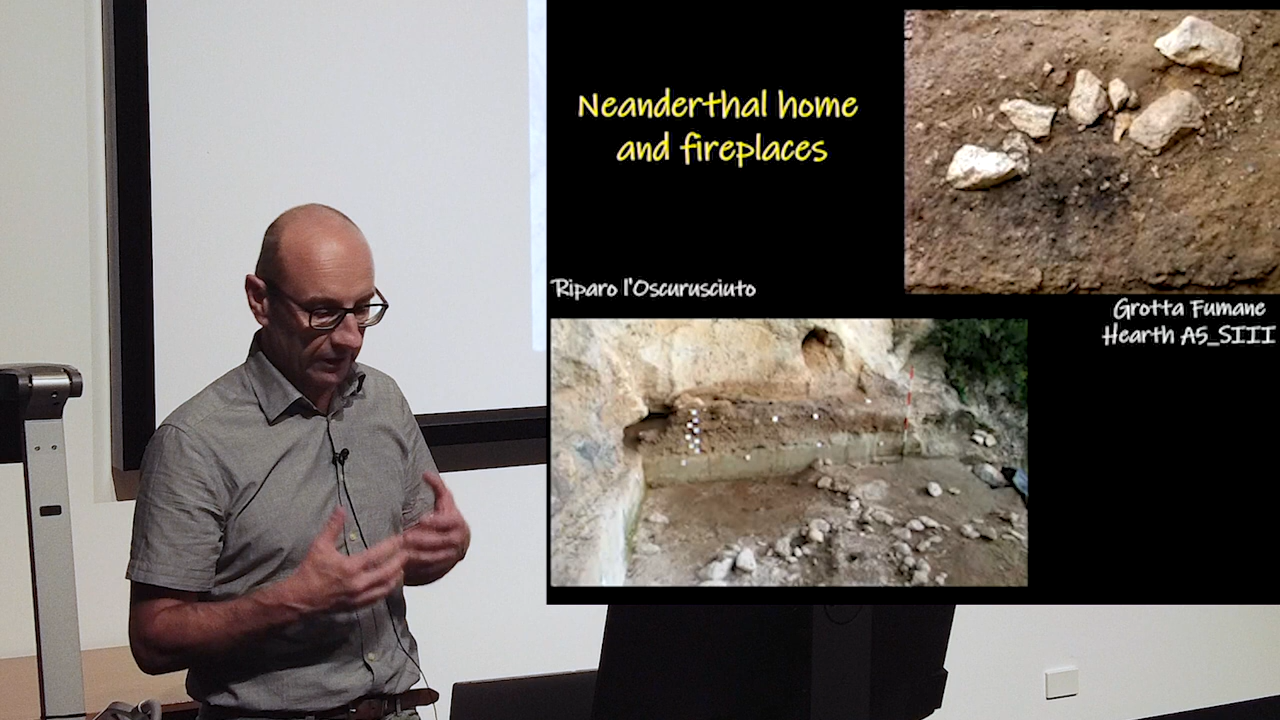 Neanderthal home
and fireplaces
Riparo l'Oscurusciuto
Grotta Fumane
Hearth A5_SIII